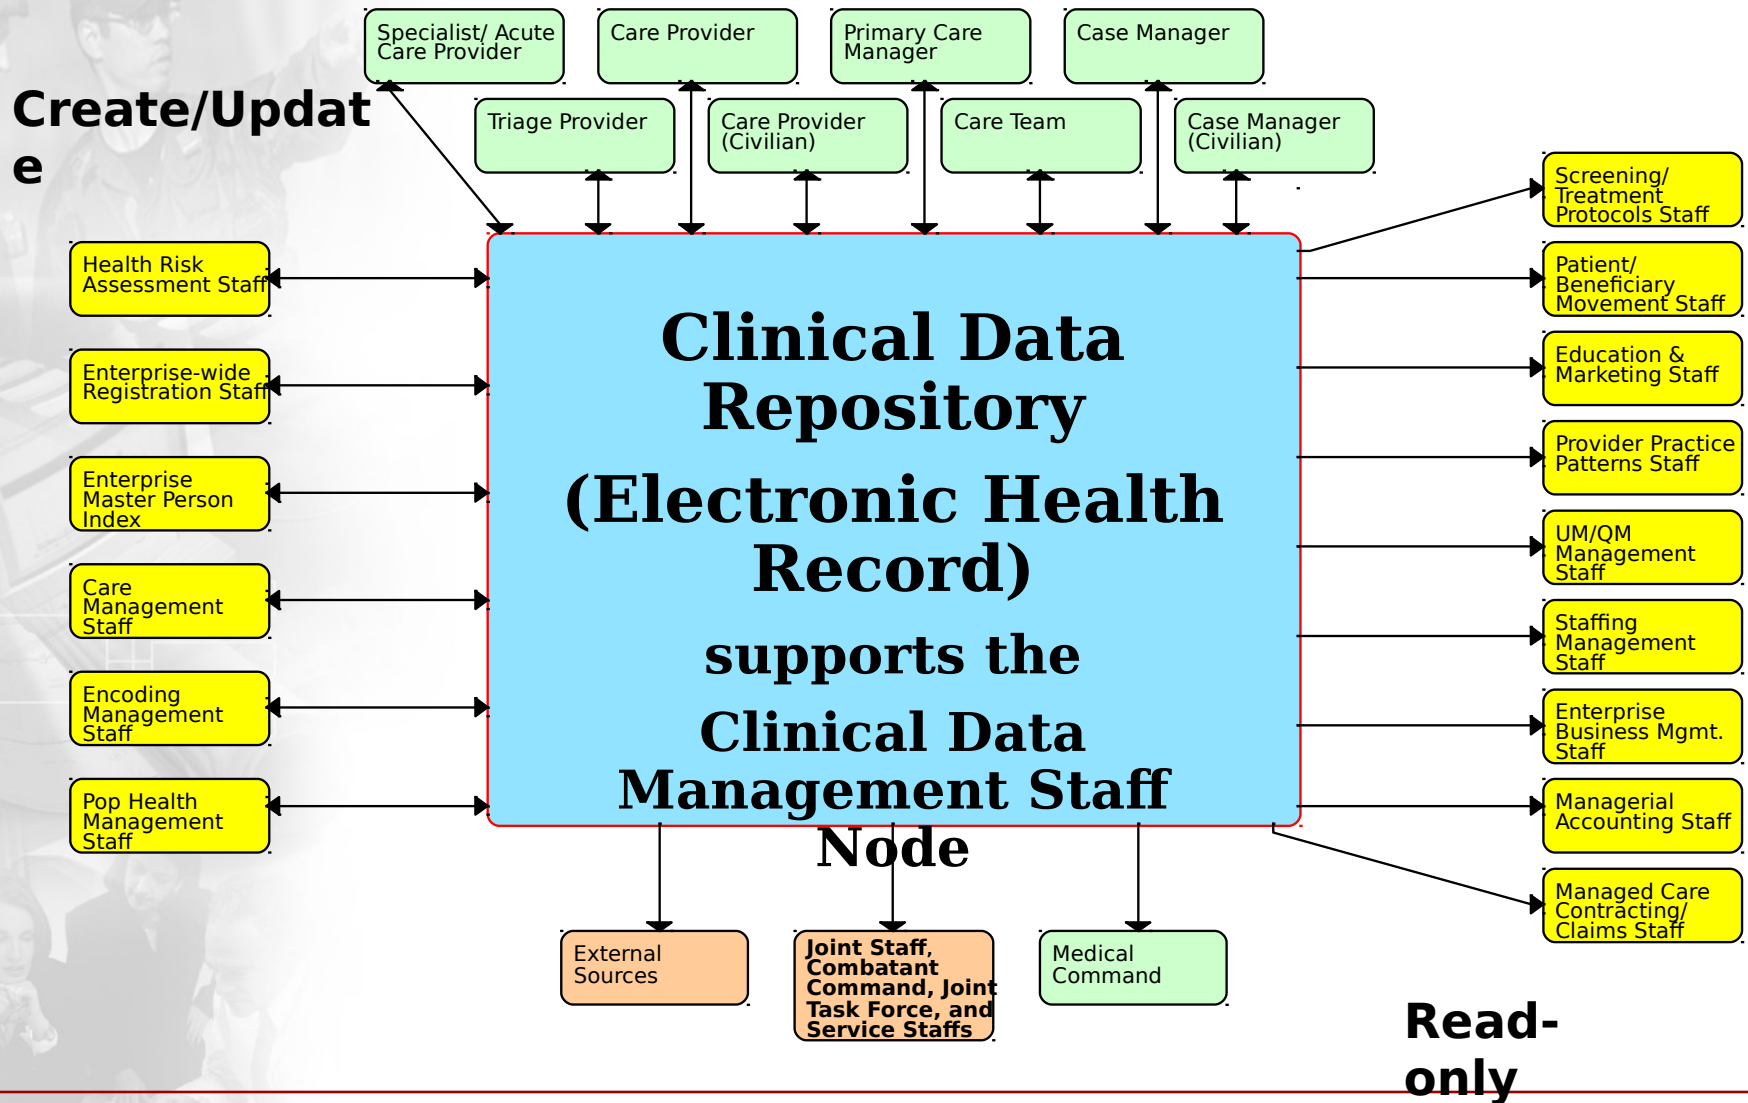 Specialist/ Acute
Care Provider
Care Provider
Primary Care
Manager
Case Manager
Create/Updat
e
Triage Provider
Care Provider
(Civilian)
Care Team
Case Manager
(Civilian)
Health Risk
Assessment Staff
Enterprise-wide
Registration Staff
Enterprise
Master Person
Index
Care
Management
Staff
Encoding
Management
Staff
Pop Health
Management
Staff
Clinical Data
Repository
(Electronic Health
Record)
supports the
Clinical Data
Management Staff
Node
Screening/
Treatment
Protocols Staff
Patient/
Beneficiary
Movement Staff
Education &
Marketing Staff
Provider Practice
Patterns Staff
UM/QM
Management
Staff
Staffing
Management
Staff
Enterprise
Business Mgmt.
Staff
Managerial
Accounting Staff
Managed Care
Contracting/
Claims Staff
External
Sources
Joint Staff,
Combatant
Command, Joint
Task Force, and
Service Staffs
Medical
Command
Read-
only